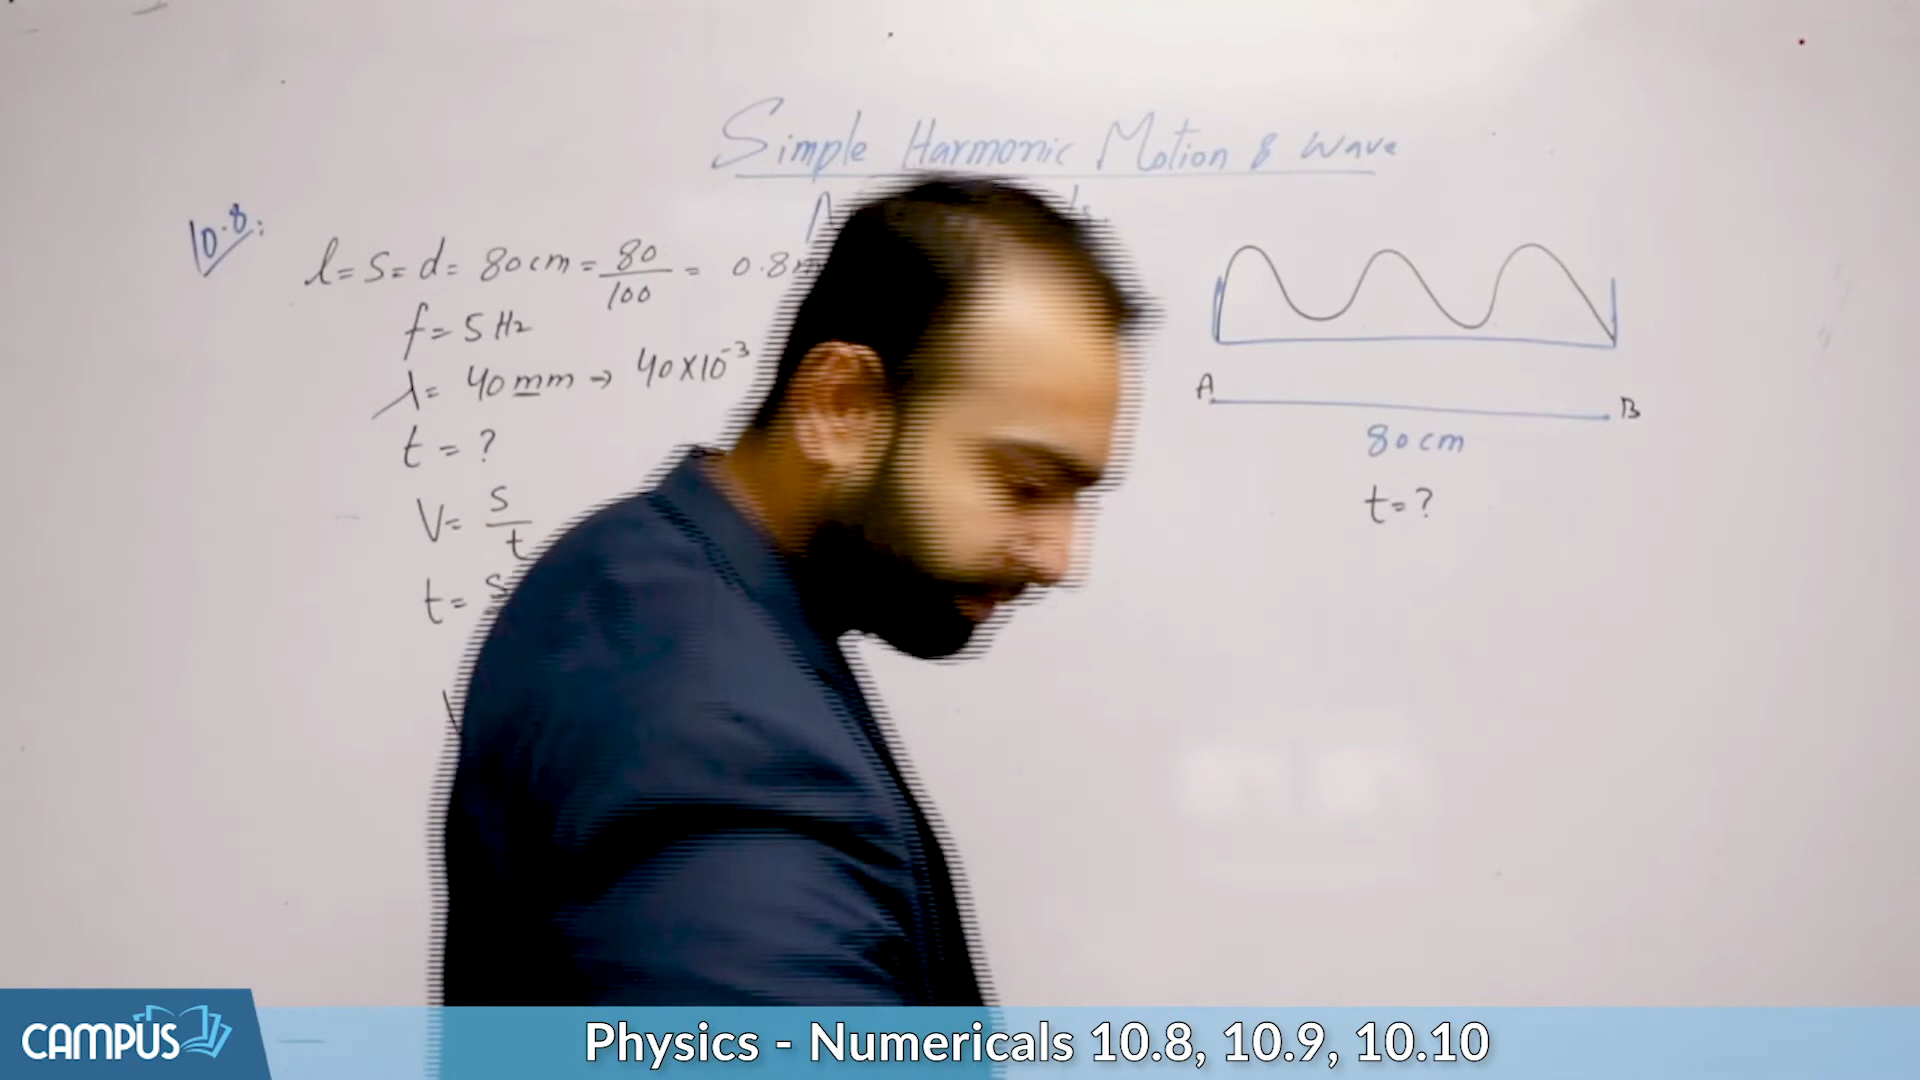 Simple Harmonic Motion & Wave
10.8:
l = S = d = 80 cm = 80/100 = 0.8m
f = 5 Hz
λ = 40 mm → 40×10⁻³
t = ?
V = S/t
t = S
A
B
80 cm
t = ?
CAMPUS
Physics - Numericals 10.8, 10.9, 10.10